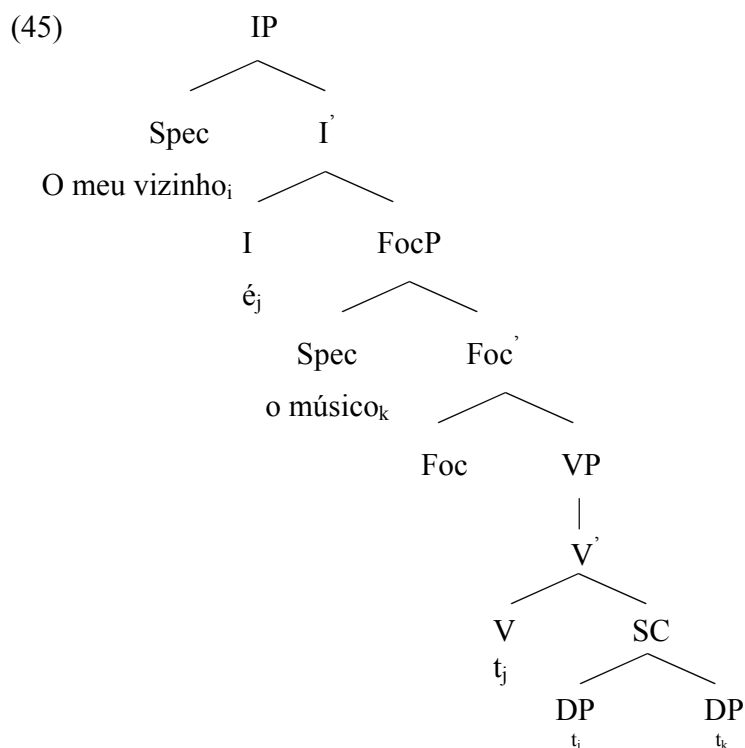 (45) IP
Spec I’
O meu vizinhoᵢ
I FocP
éⱼ
Spec Foc’
o músicoₖ
Foc VP
V’
V SC
tⱼ
DP DP
tᵢ tₖ